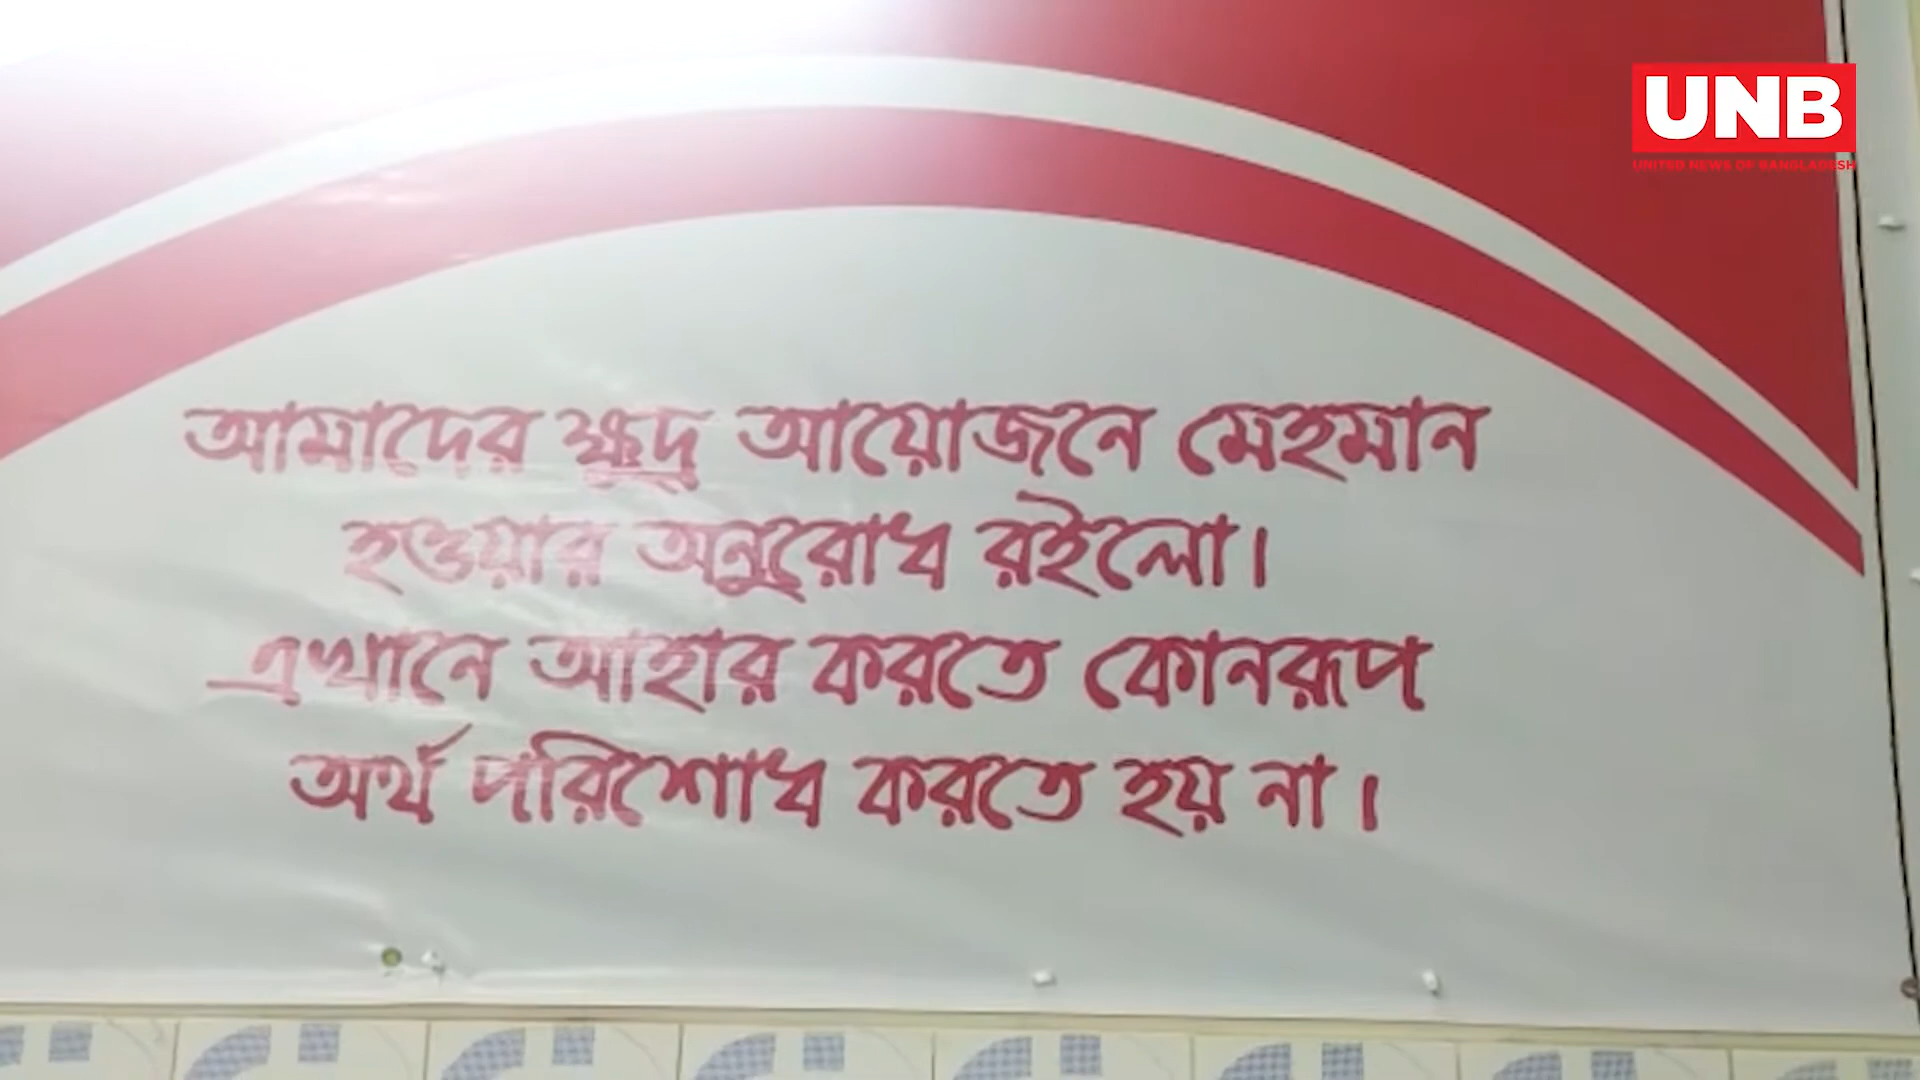 UNB
UNITED NEWS OF BANGLADESH
আমাদের ক্ষুদ্র আয়োজনে মেহমান
হওয়ার অনুরোধ রইলো।
এখানে আহার করতে কোনরূপ
অর্থ পরিশোধ করতে হয় না।